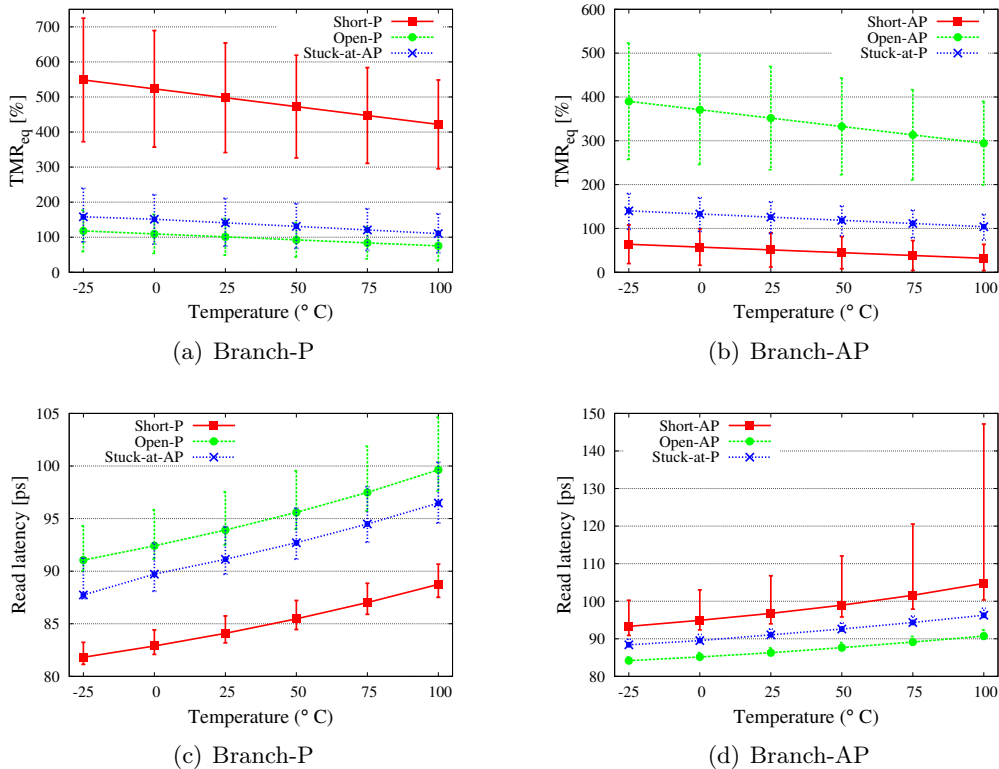 TMReq [%]
700
600
500
400
300
200
100
0
Short-P
Open-P
Stuck-at-AP
-25 0 25 50 75 100
Temperature (° C)
(a) Branch-P
TMReq [%]
600
500
400
300
200
100
0
Short-AP
Open-AP
Stuck-at-P
-25 0 25 50 75 100
Temperature (° C)
(b) Branch-AP
Read latency [ps]
105
100
95
90
85
80
Short-P
Open-P
Stuck-at-AP
-25 0 25 50 75 100
Temperature (° C)
(c) Branch-P
Read latency [ps]
150
140
130
120
110
100
90
80
Short-AP
Open-AP
Stuck-at-P
-25 0 25 50 75 100
Temperature (° C)
(d) Branch-AP